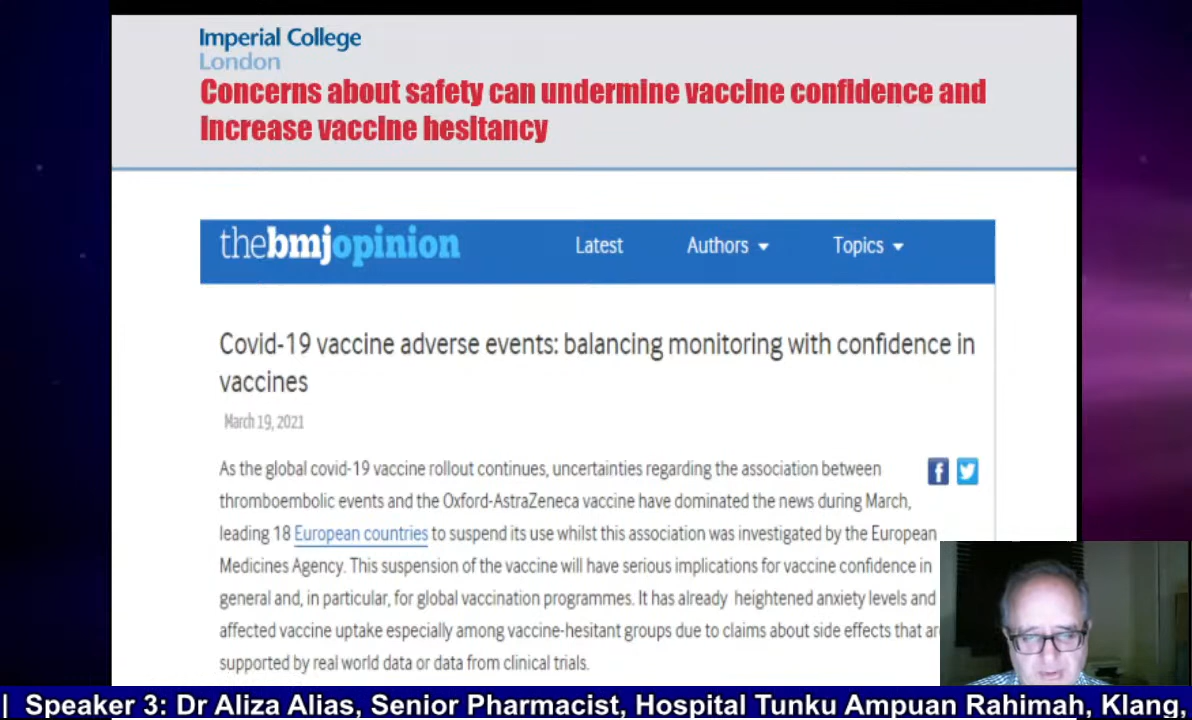 Imperial College
London
Concerns about safety can undermine vaccine confidence and
increase vaccine hesitancy
thebmjopinion
Latest Authors Topics
Covid-19 vaccine adverse events: balancing monitoring with confidence in
vaccines
March 19, 2021
As the global covid-19 vaccine rollout continues, uncertainties regarding the association between
thromboembolic events and the Oxford-AstraZeneca vaccine have dominated the news during March,
leading 18 European countries to suspend its use whilst this association was investigated by the European
Medicines Agency. This suspension of the vaccine will have serious implications for vaccine confidence in
general and, in particular, for global vaccination programmes. It has already heightened anxiety levels and
affected vaccine uptake especially among vaccine-hesitant groups due to claims about side effects that
supported by real world data or data from clinical trials.
| Speaker 3: Dr Aliza Alias, Senior Pharmacist, Hospital Tunku Ampuan Rahimah, Klang,